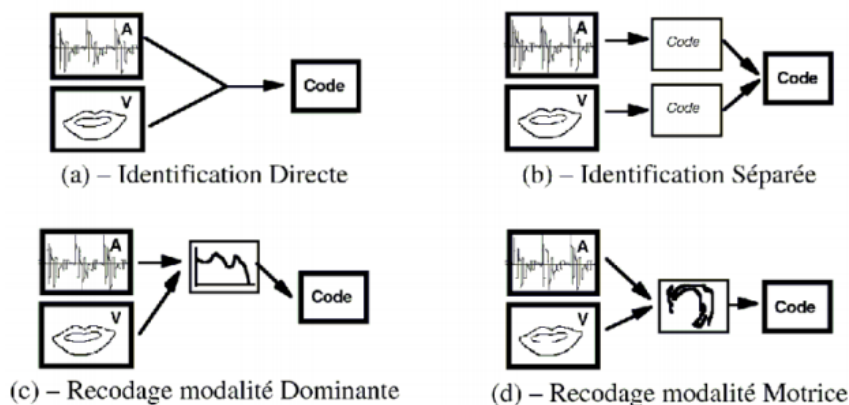 A
V
Code
(a) – Identification Directe
A
V
Code
Code
Code
(b) – Identification Séparée
A
V
Code
(c) – Recodage modalité Dominante
A
V
Code
(d) – Recodage modalité Motrice